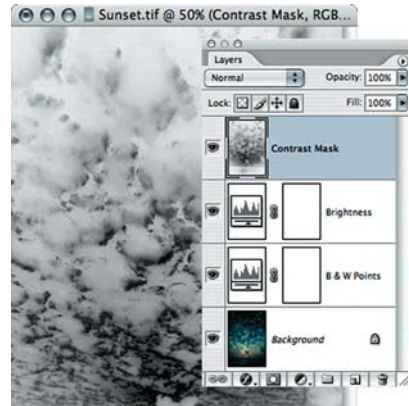 Sunset.tif @ 50% (Contrast Mask, RGB...
Layers
Normal Opacity: 100%
Lock: Fill: 100%
Contrast Mask
Brightness
B & W Points
Background